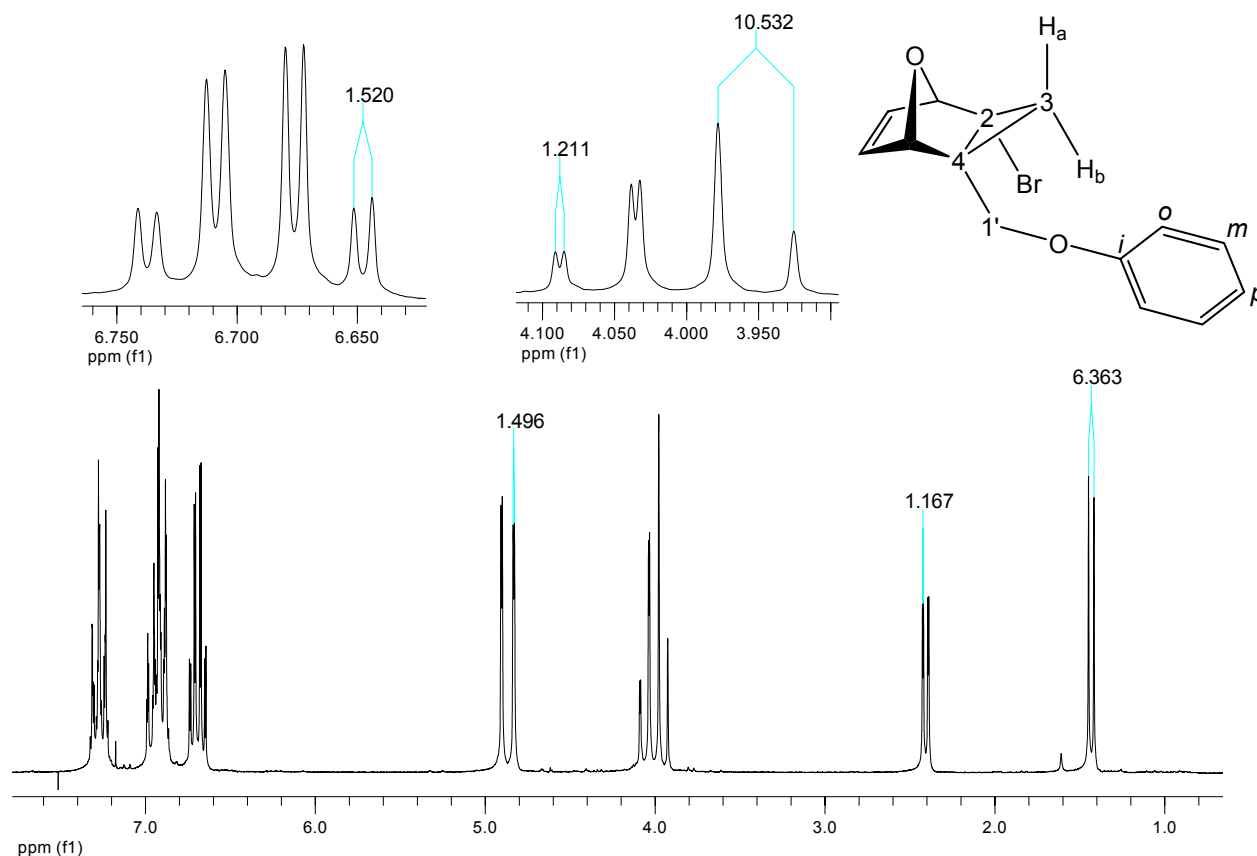 1.520
6.750 6.700 6.650
ppm (f1)
10.532
1.211
4.100 4.050 4.000 3.950
ppm (f1)
Ha
O
3
2
4
Hb
Br
1'
O
i
o
m
p
6.363
1.496
1.167
7.0 6.0 5.0 4.0 3.0 2.0 1.0
ppm (f1)